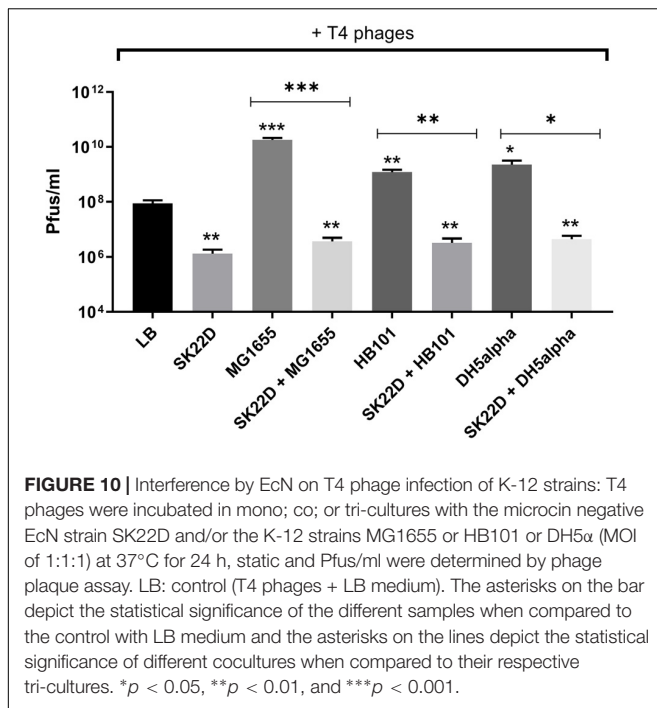 + T4 phages
***
**
*
10¹²
10¹⁰
10⁸
10⁶
10⁴
Pfus/ml
**
***
**
**
**
*
**
LB
SK22D
MG1655
SK22D + MG1655
HB101
SK22D + HB101
DH5alpha
SK22D + DH5alpha
FIGURE 10 | Interference by EcN on T4 phage infection of K-12 strains: T4
phages were incubated in mono; co; or tri-cultures with the microcin negative
EcN strain SK22D and/or the K-12 strains MG1655 or HB101 or DH5α (MOI
of 1:1:1) at 37°C for 24 h, static and Pfus/ml were determined by phage
plaque assay. LB: control (T4 phages + LB medium). The asterisks on the bar
depict the statistical significance of the different samples when compared to
the control with LB medium and the asterisks on the lines depict the statistical
significance of different cocultures when compared to their respective
tri-cultures. *p < 0.05, **p < 0.01, and ***p < 0.001.